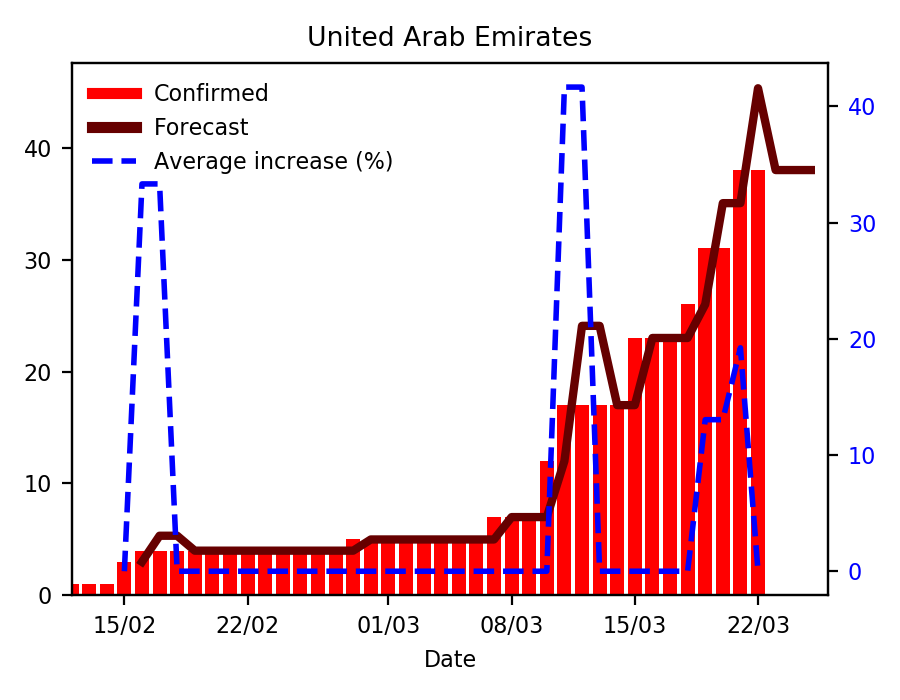 United Arab Emirates
Confirmed
Forecast
Average increase (%)
40
30
20
10
0
40
30
20
10
0
15/02 22/02 01/03 08/03 15/03 22/03
Date